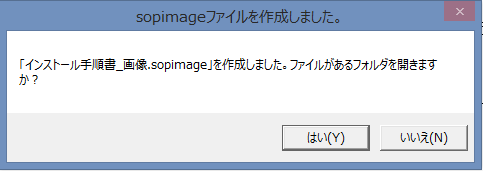 sopimageファイルを作成しました。
「インストール手順書_画像.sopimage」を作成しました。ファイルがあるフォルダを開きます
か？
はい(Y)
いいえ(N)